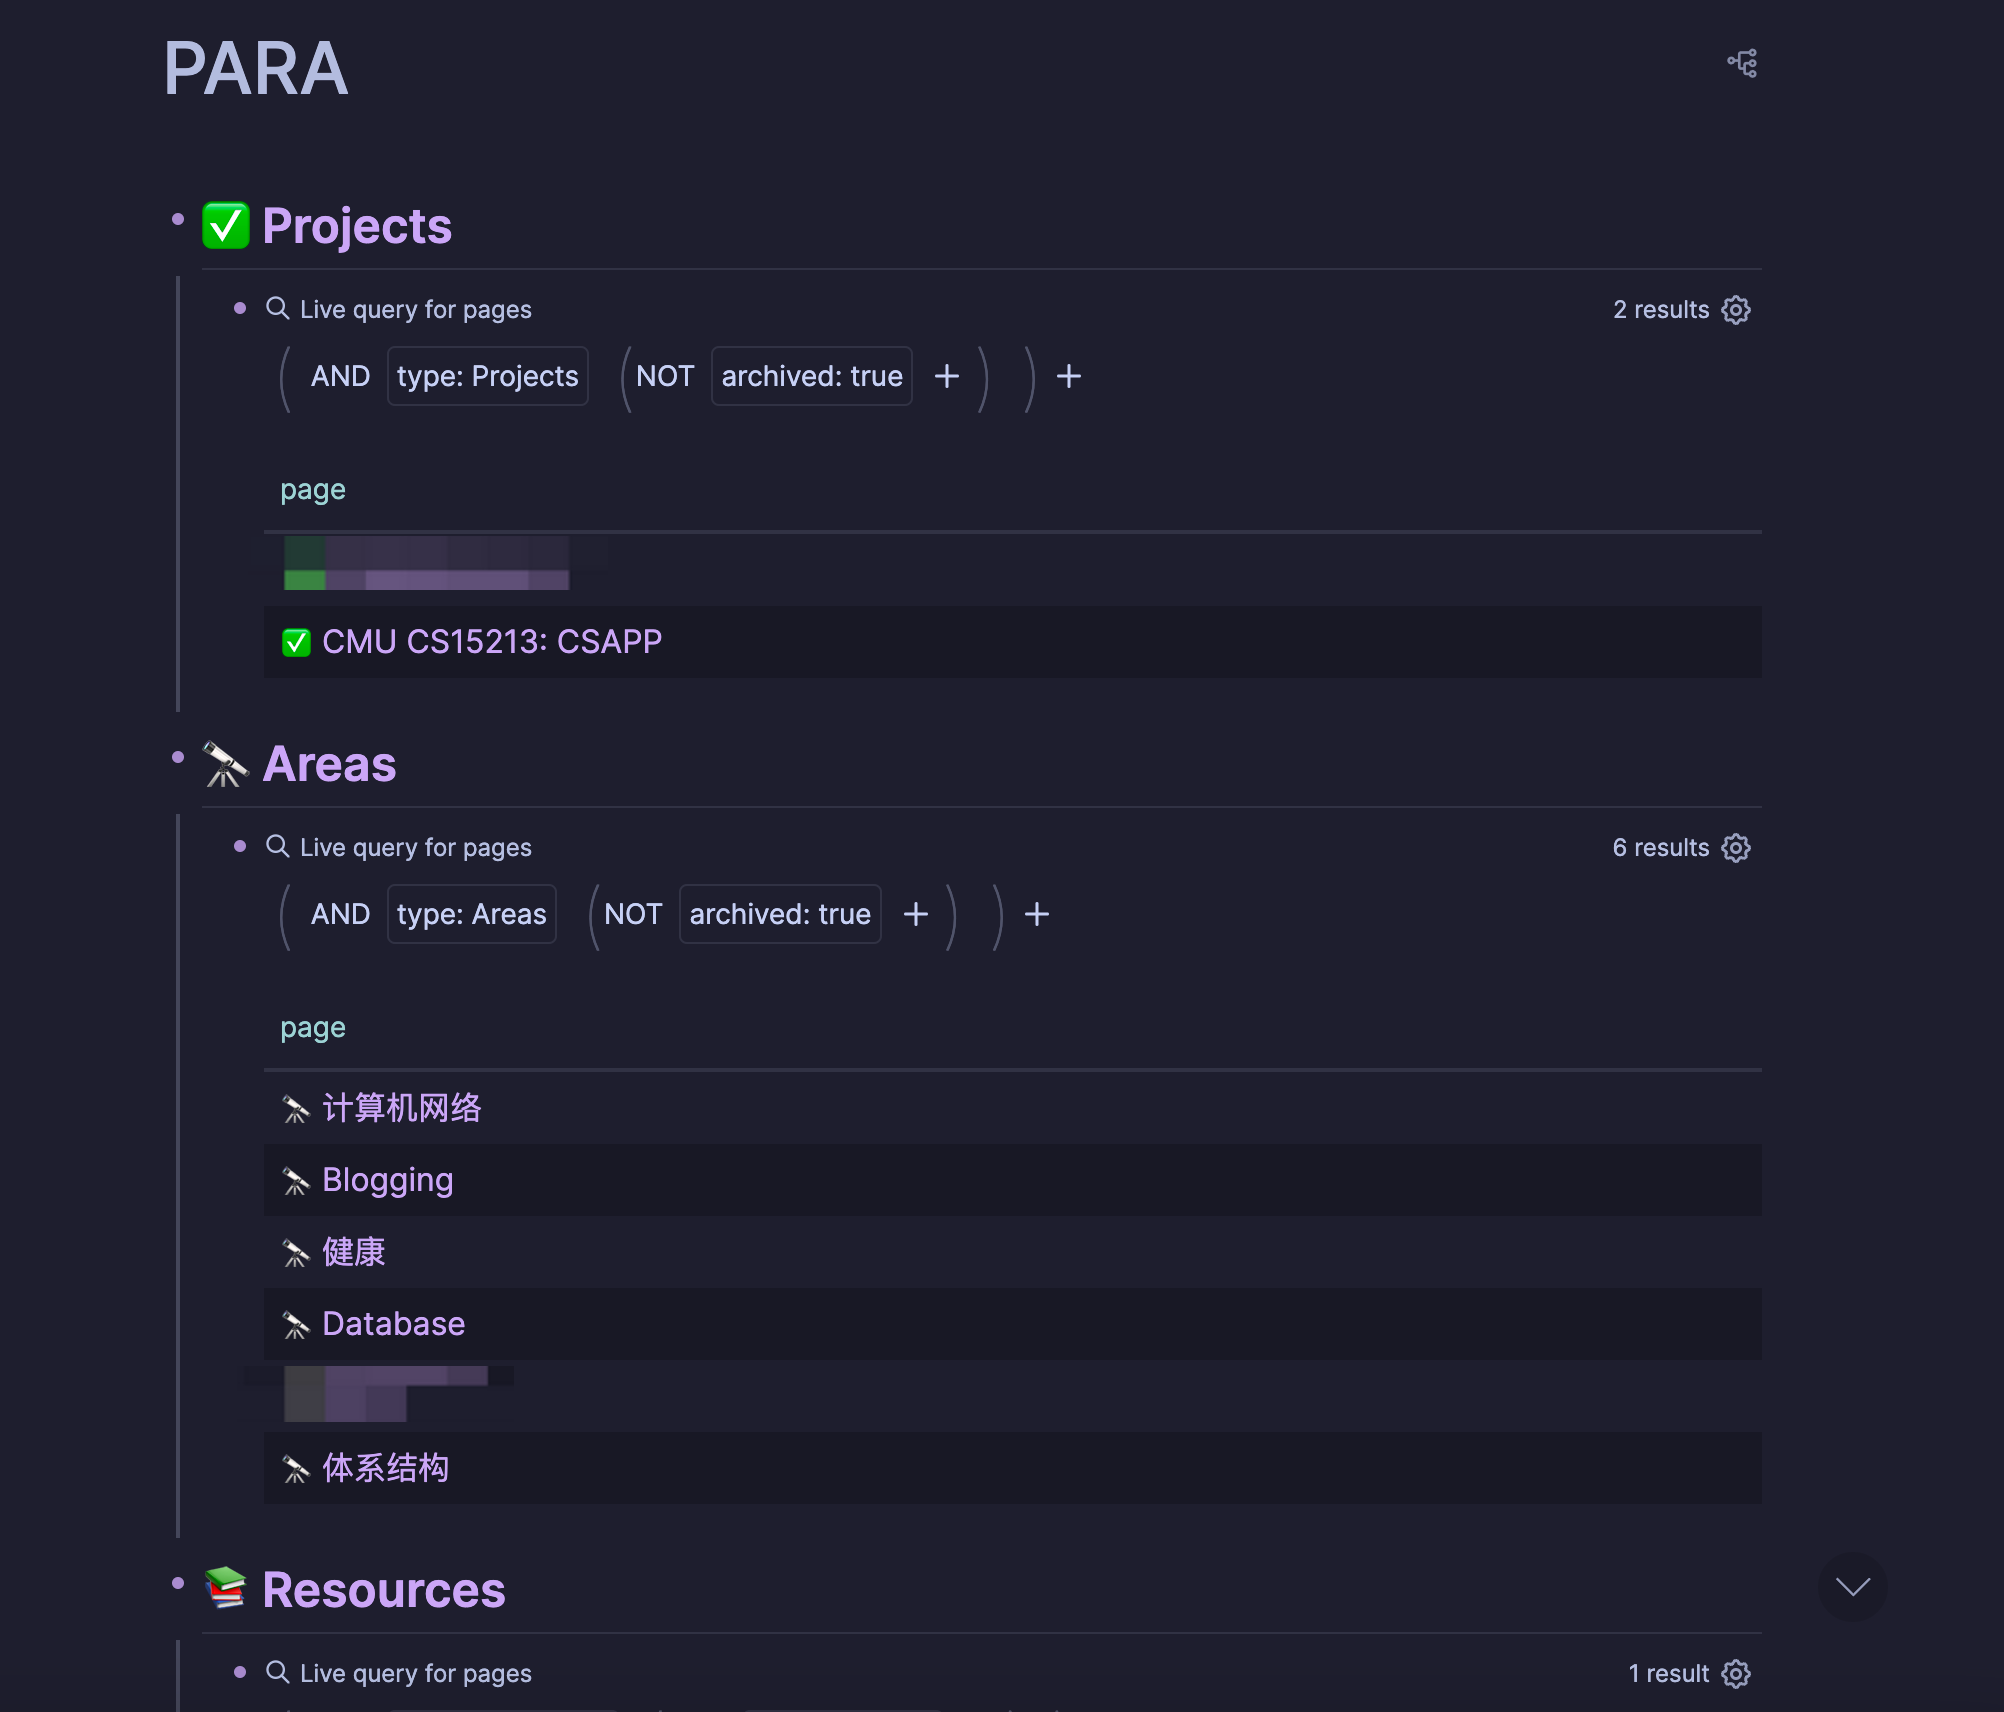 PARA
Projects
Live query for pages
2 results
AND type: Projects (NOT archived: true + ) ) +
page
CMU CS15213: CSAPP
Areas
Live query for pages
6 results
AND type: Areas (NOT archived: true + ) ) +
page
计算机网络
Blogging
健康
Database
体系结构
Resources
Live query for pages
1 result